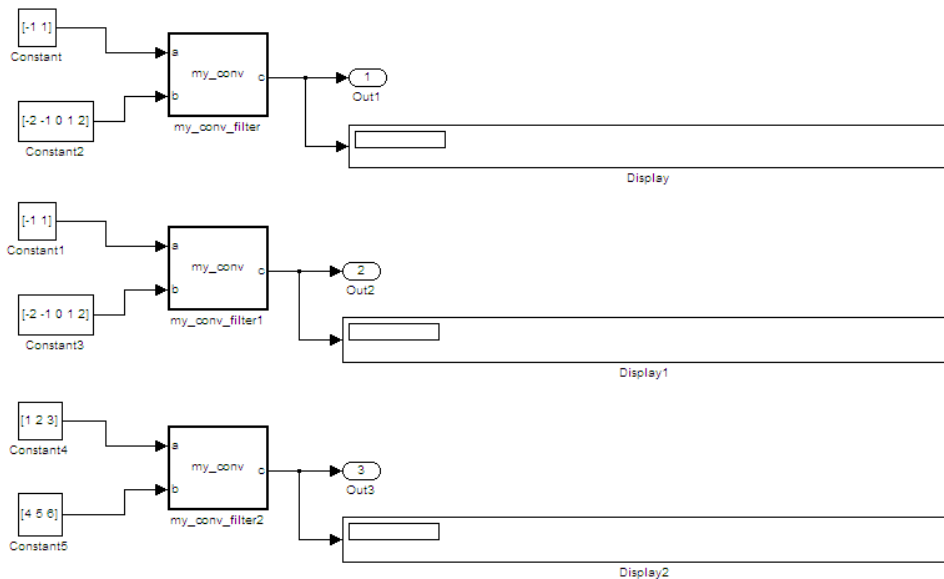 [-1 1]
Constant
[-2 -1 0 1 2]
Constant2
a
b
my_conv
c
my_conv_filter
1
Out1
Display
[-1 1]
Constant1
[-2 -1 0 1 2]
Constant3
a
b
my_conv
c
my_conv_filter1
2
Out2
Display1
[1 2 3]
Constant4
[4 5 6]
Constant5
a
b
my_conv
c
my_conv_filter2
3
Out3
Display2